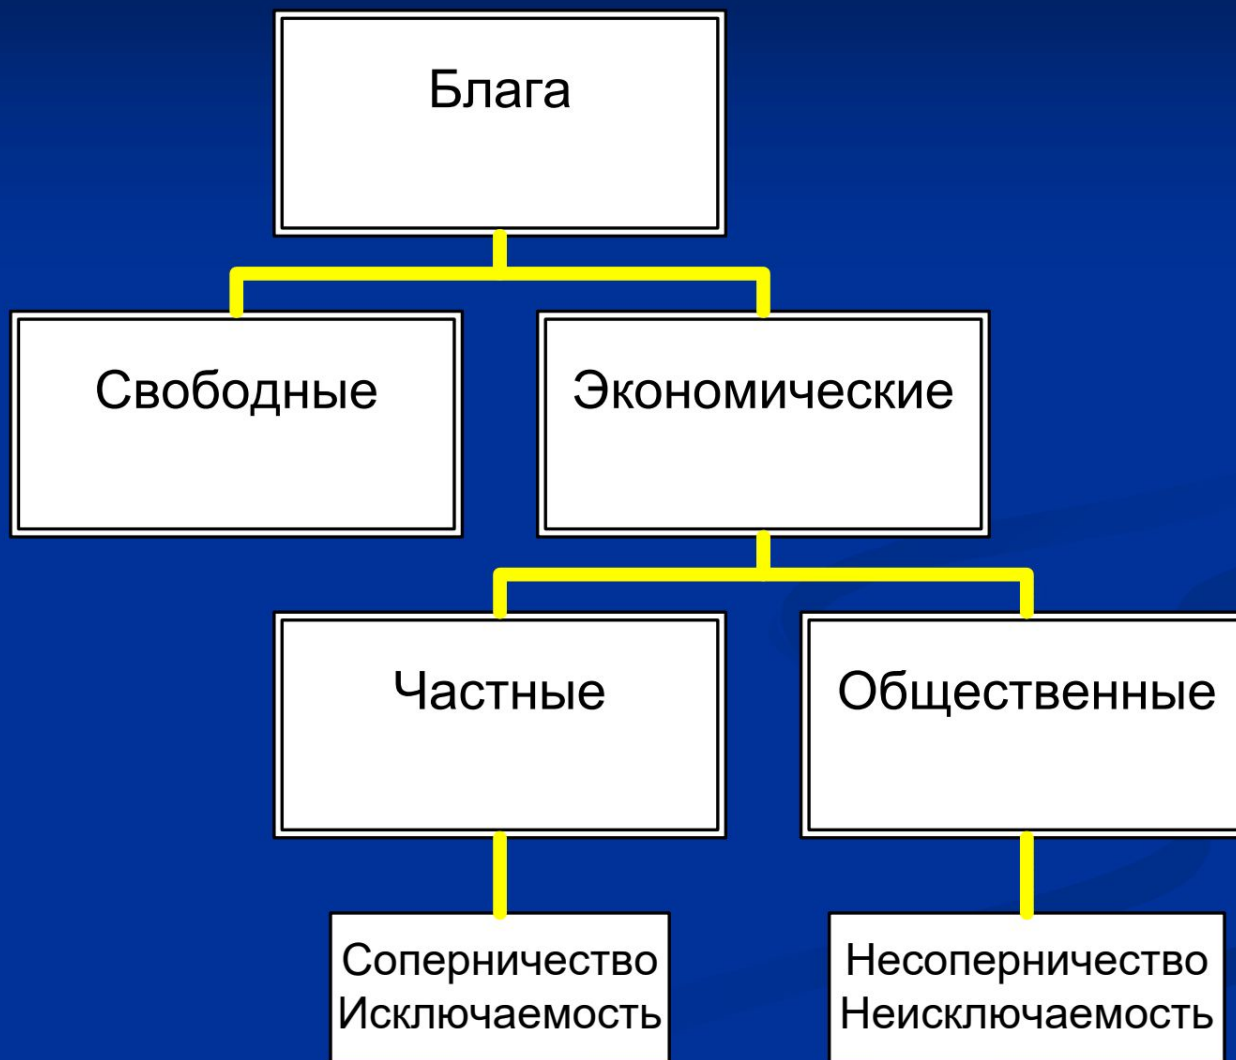 Блага
Свободные
Экономические
Частные
Общественные
Соперничество
Исключаемость
Несоперничество
Неисключаемость